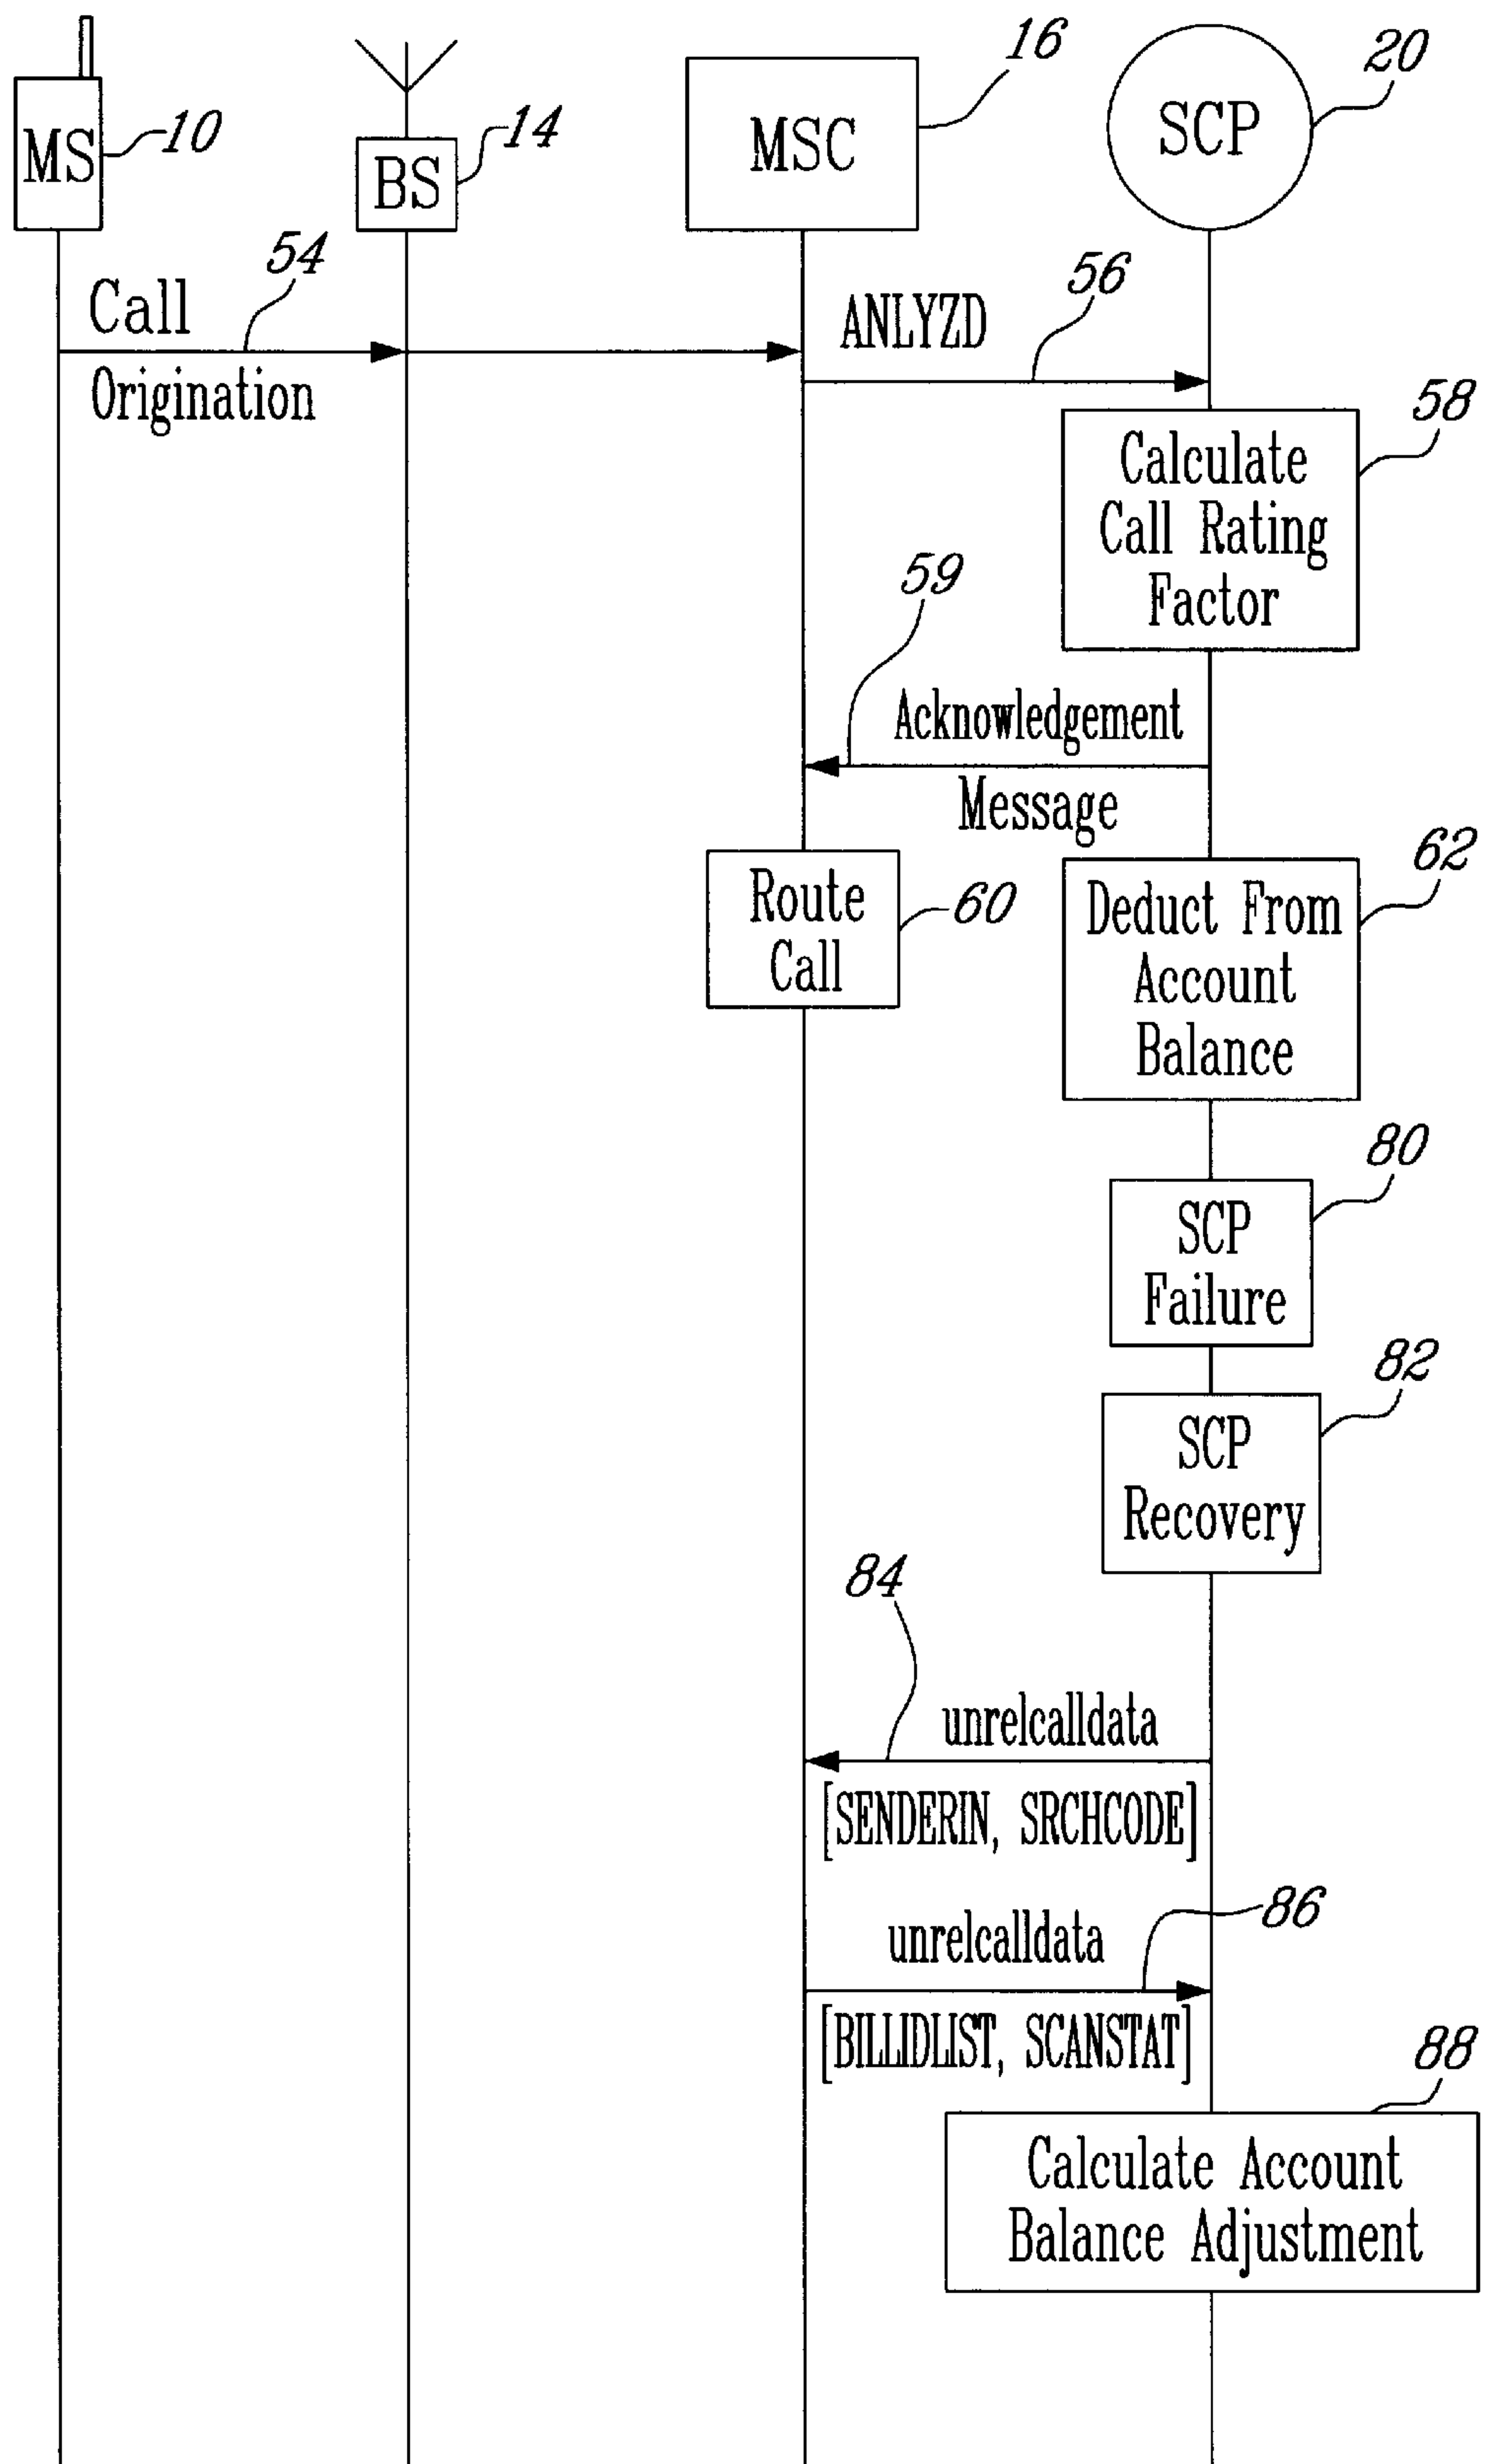 MS
10
BS
14
MSC
16
SCP
20
Call
Origination
54
ANLYZD
56
Calculate
Call Rating
Factor
58
59
Acknowledgement
Message
Route
Call
60
Deduct From
Account
Balance
62
SCP
Failure
80
SCP
Recovery
82
84
unrelcalldata
[SENDERIN, SRCHCODE]
86
unrelcalldata
[BILLIDLIST, SCANSTAT]
88
Calculate Account
Balance Adjustment